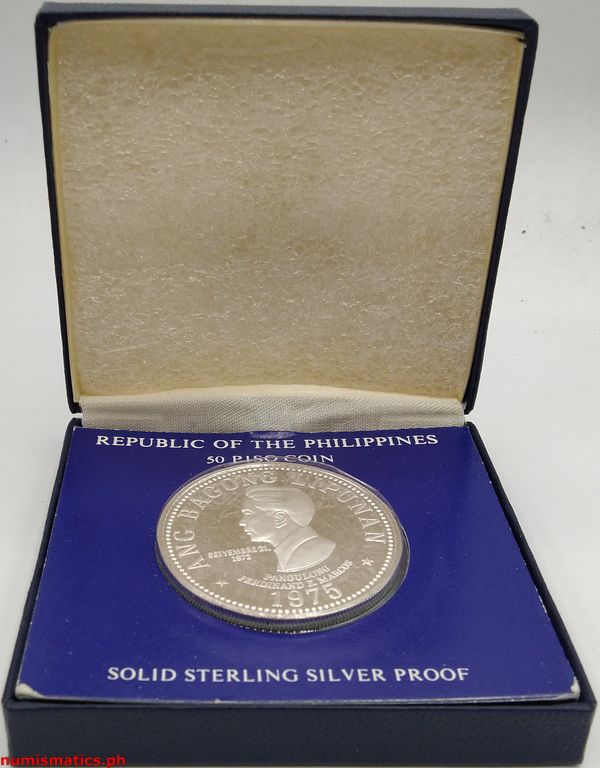 REPUBLIC OF THE PHILIPPINES
50 PISO COIN
ANG BAGONG LIPUNAN
SETYEMBRE 21,
1972
PANGULONG
FERDINAND E. MARCOS
1975
SOLID STERLING SILVER PROOF
numismatics.ph